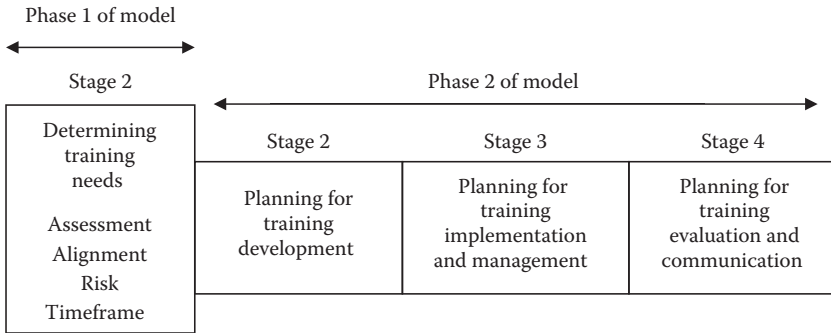 Phase 1 of model
Stage 2
Phase 2 of model
Determining
training
needs
Assessment
Alignment
Risk
Timeframe
Stage 2
Planning for
training
development
Stage 3
Planning for
training
implementation
and management
Stage 4
Planning for
training
evaluation and
communication